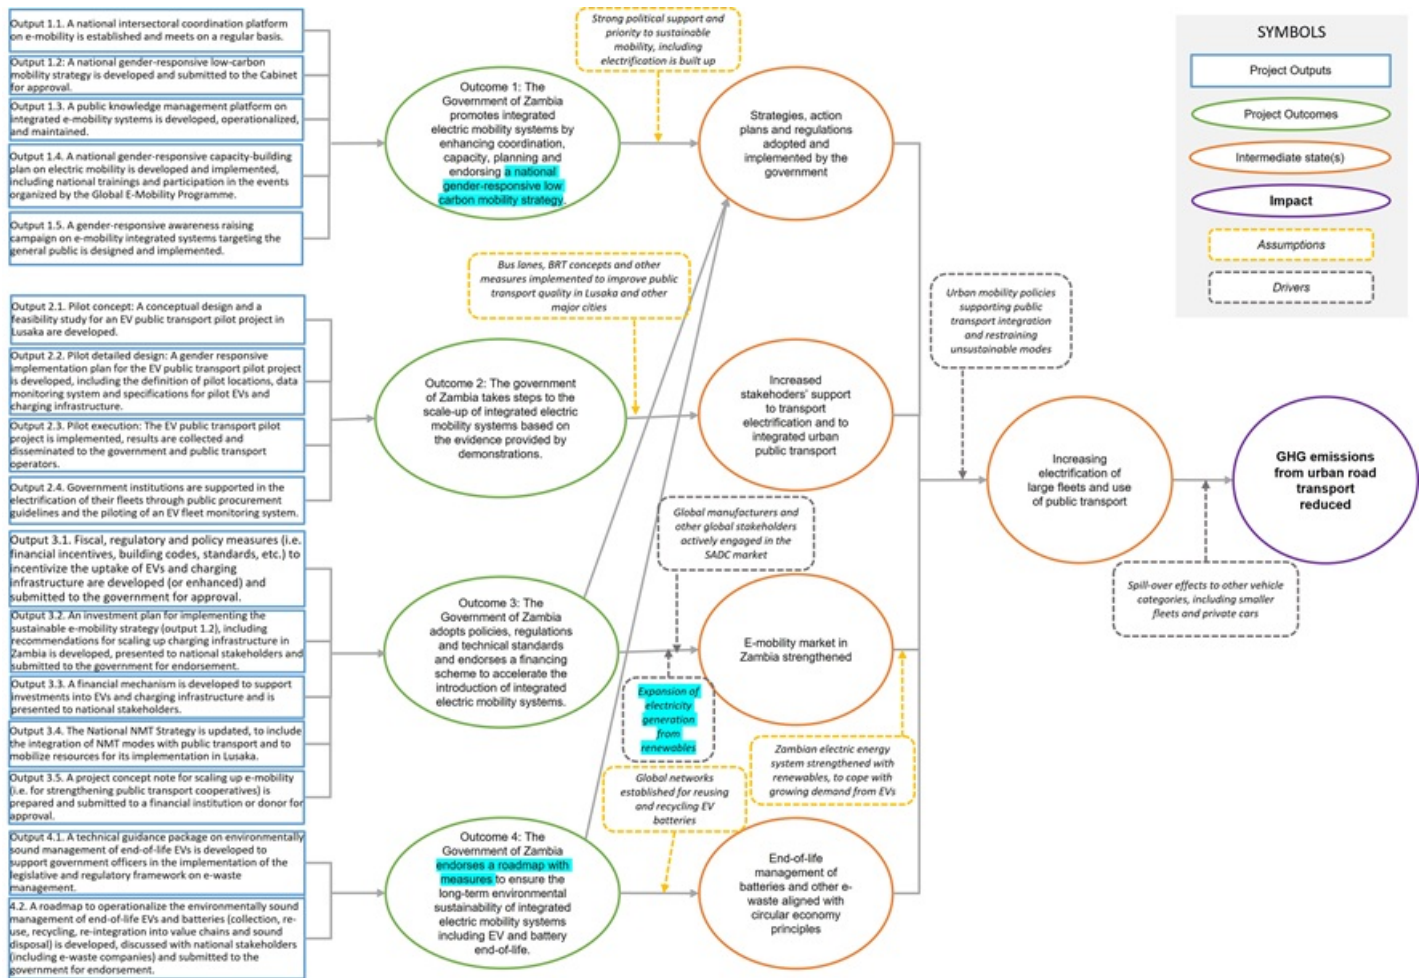 Output 1.1. A national intersectoral coordination platform
on e-mobility is established and meets on a regular basis.
Output 1.2: A national gender-responsive low-carbon
mobility strategy is developed and submitted to the Cabinet
for approval.
Output 1.3. A public knowledge management platform on
integrated e-mobility systems is developed, operationalized,
and maintained.
Output 1.4. A national gender-responsive capacity-building
plan on electric mobility is developed and implemented,
including national trainings and participation in the events
organized by the Global E-Mobility Programme.
Output 1.5. A gender-responsive awareness raising
campaign on e-mobility integrated systems targeting the
general public is designed and implemented.
Output 2.1. Pilot concept: A conceptual design and a
feasibility study for an EV public transport pilot project in
Lusaka are developed.
Output 2.2. Pilot detailed design: A gender responsive
implementation plan for the EV public transport pilot project
is developed, including the definition of pilot locations, data
monitoring system and specifications for pilot EVs and
charging infrastructure.
Output 2.3. Pilot execution: The EV public transport pilot
project is implemented, results are collected and
disseminated to the government and public transport
operators.
Output 2.4. Government institutions are supported in the
electrification of their fleets through public procurement
guidelines and the piloting of an EV fleet monitoring system.
Output 3.1. Fiscal, regulatory and policy measures (i.e.
financial incentives, building codes, standards, etc.) to
incentivize the uptake of EVs and charging
infrastructure are developed (or enhanced) and
submitted to the government for approval.
Output 3.2. An investment plan for implementing the
sustainable e-mobility strategy (output 1.2), including
recommendations for scaling up charging infrastructure in
Zambia is developed, presented to national stakeholders and
submitted to the government for endorsement.
Output 3.3. A financial mechanism is developed to support
investments into EVs and charging infrastructure and is
presented to national stakeholders.
Output 3.4. The National NMT Strategy is updated, to include
the integration of NMT modes with public transport and to
mobilize resources for its implementation in Lusaka.
Output 3.5. A project concept note for scaling up e-mobility
(i.e. for strengthening public transport cooperatives) is
prepared and submitted to a financial institution or donor for
approval.
Output 4.1. A technical guidance package on environmentally
sound management of end-of-life EVs is developed to
support government officers in the implementation of the
legislative and regulatory framework on e-waste
management.
4.2. A roadmap to operationalize the environmentally sound
management of end-of-life EVs and batteries (collection, re-
use, recycling, re-integration into value chains and sound
disposal) is developed, discussed with national stakeholders
(including e-waste companies) and submitted to the
government for endorsement.
Outcome 1: The
Government of Zambia
promotes integrated
electric mobility systems by
enhancing coordination,
capacity, planning and
endorsing a national
gender-responsive low
carbon mobility strategy.
Outcome 2: The government
of Zambia takes steps to the
scale-up of integrated electric
mobility systems based on
the evidence provided by
demonstrations.
Outcome 3: The
Government of Zambia
adopts policies, regulations
and technical standards
and endorses a financing
scheme to accelerate the
introduction of integrated
electric mobility systems.
Outcome 4: The
Government of Zambia
endorses a roadmap with
measures to ensure the
long-term environmental
sustainability of integrated
electric mobility systems
including EV and battery
end-of-life.
Strong political support and
priority to sustainable
mobility, including
electrification is built up
Bus lanes, BRT concepts and other
measures implemented to improve public
transport quality in Lusaka and other
major cities
Global manufacturers and
other global stakeholders
actively engaged in the
SADC market
Expansion of
electricity
generation
from
renewables
Global networks
established for reusing
and recycling EV
batteries
Zambian electric energy
system strengthened with
renewables, to cope with
growing demand from EVs
Strategies, action
plans and regulations
adopted and
implemented by the
government
Increased
stakehoders' support
to transport
electrification and to
integrated urban
public transport
E-mobility market in
Zambia strengthened
End-of-life
management of
batteries and other e-
waste aligned with
circular economy
principles
Urban mobility policies
supporting public
transport integration
and restraining
unsustainable modes
Increasing
electrification of
large fleets and use
of public transport
Spill-over effects to other vehicle
categories, including smaller
fleets and private cars
GHG emissions
from urban road
transport
reduced
SYMBOLS
Project Outputs
Project Outcomes
Intermediate state(s)
Impact
Assumptions
Drivers